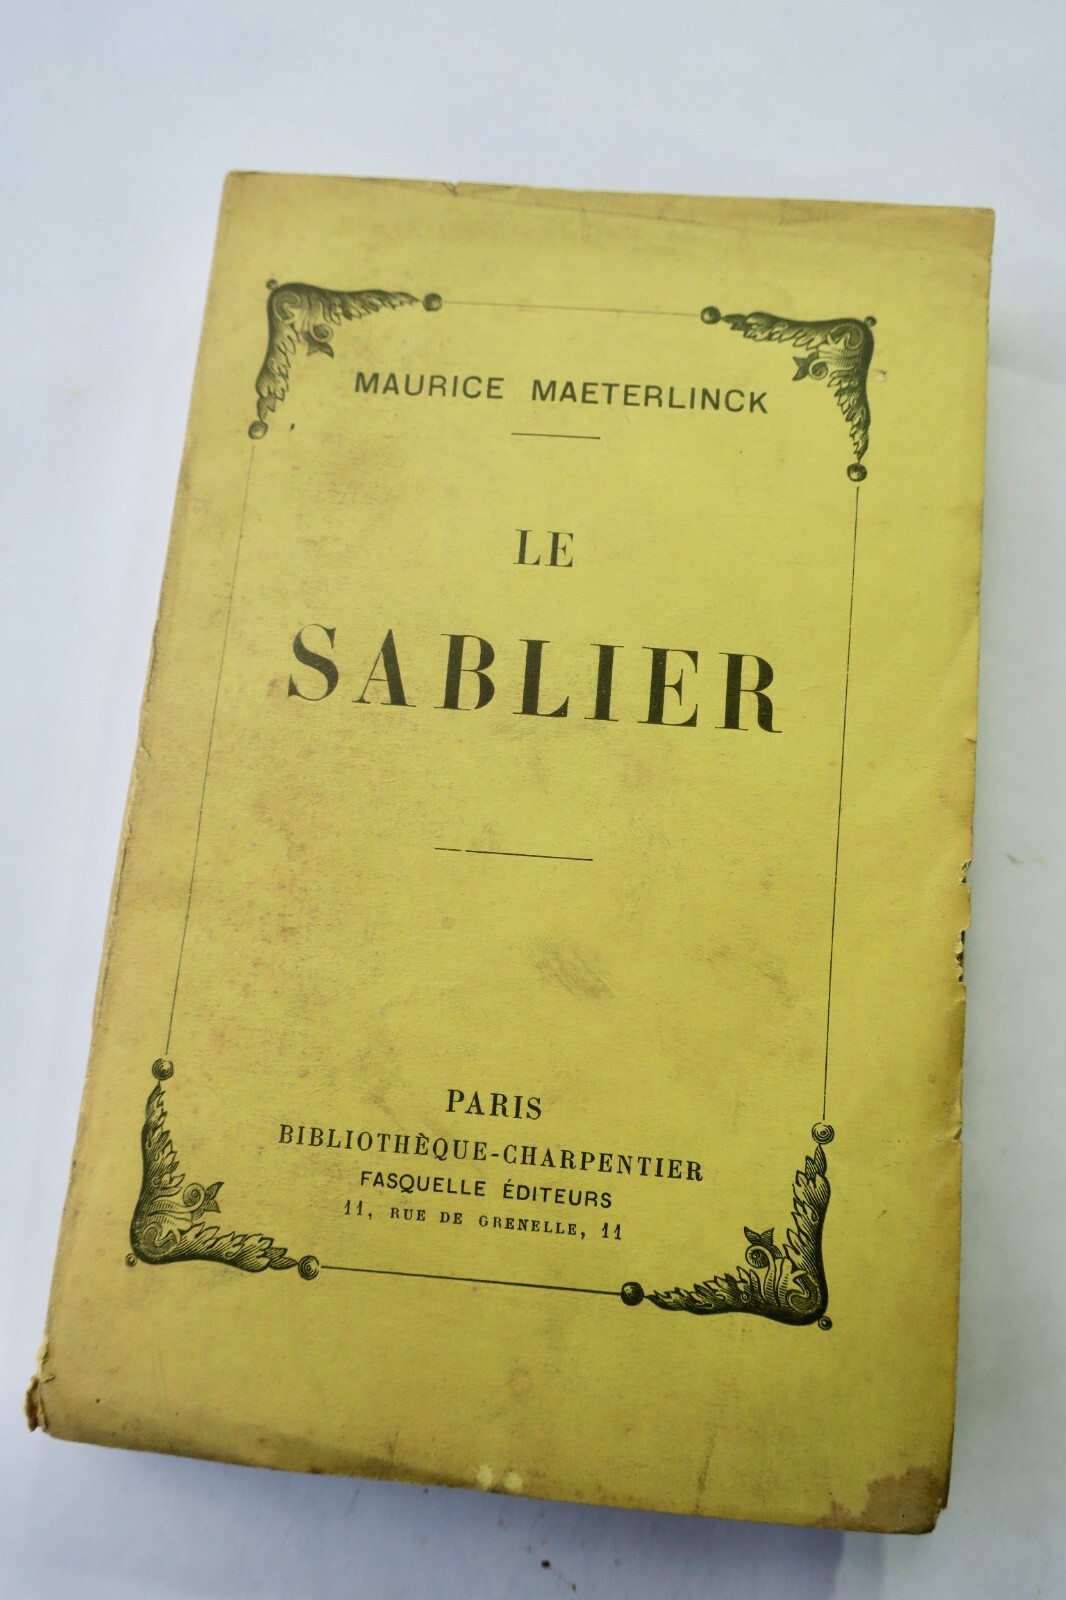 MAURICE MAETERLINCK
LE
SABLIER
PARIS
BIBLIOTHÈQUE-CHARPENTIER
FASQUELLE ÉDITEURS
11, RUE DE GRENELLE, 11